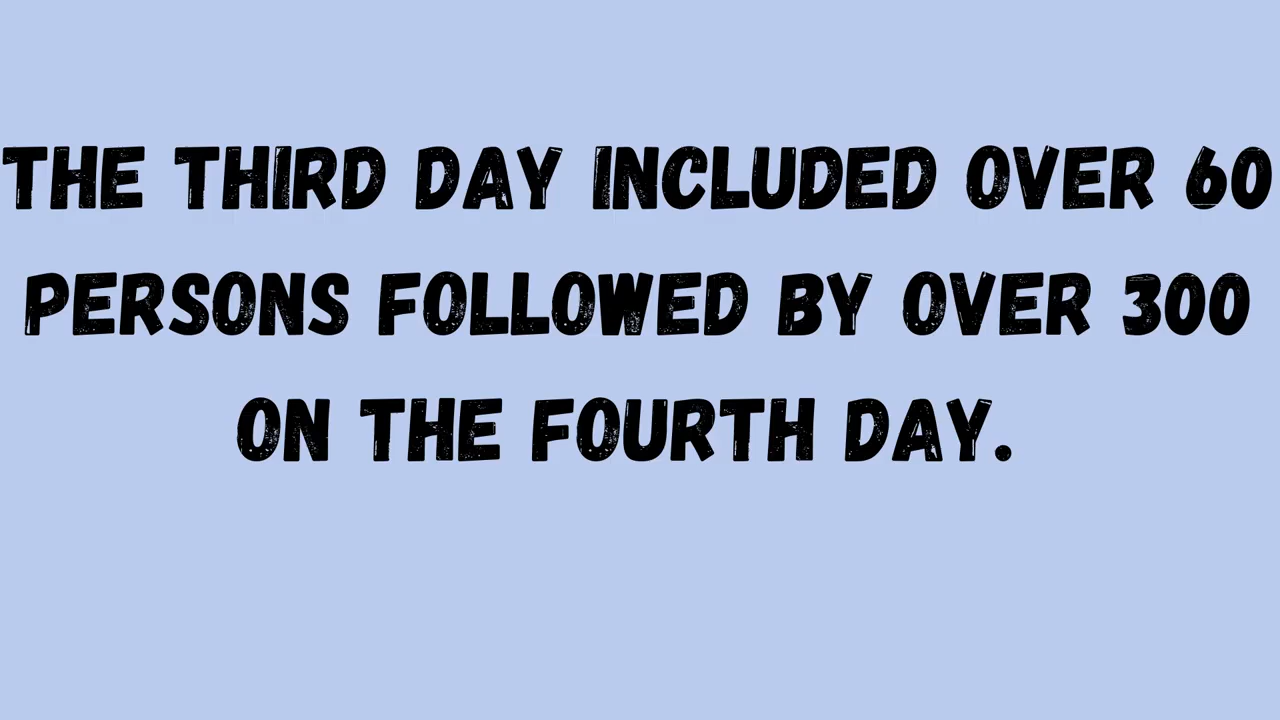 THE THIRD DAY INCLUDED OVER 60
PERSONS FOLLOWED BY OVER 300
ON THE FOURTH DAY.